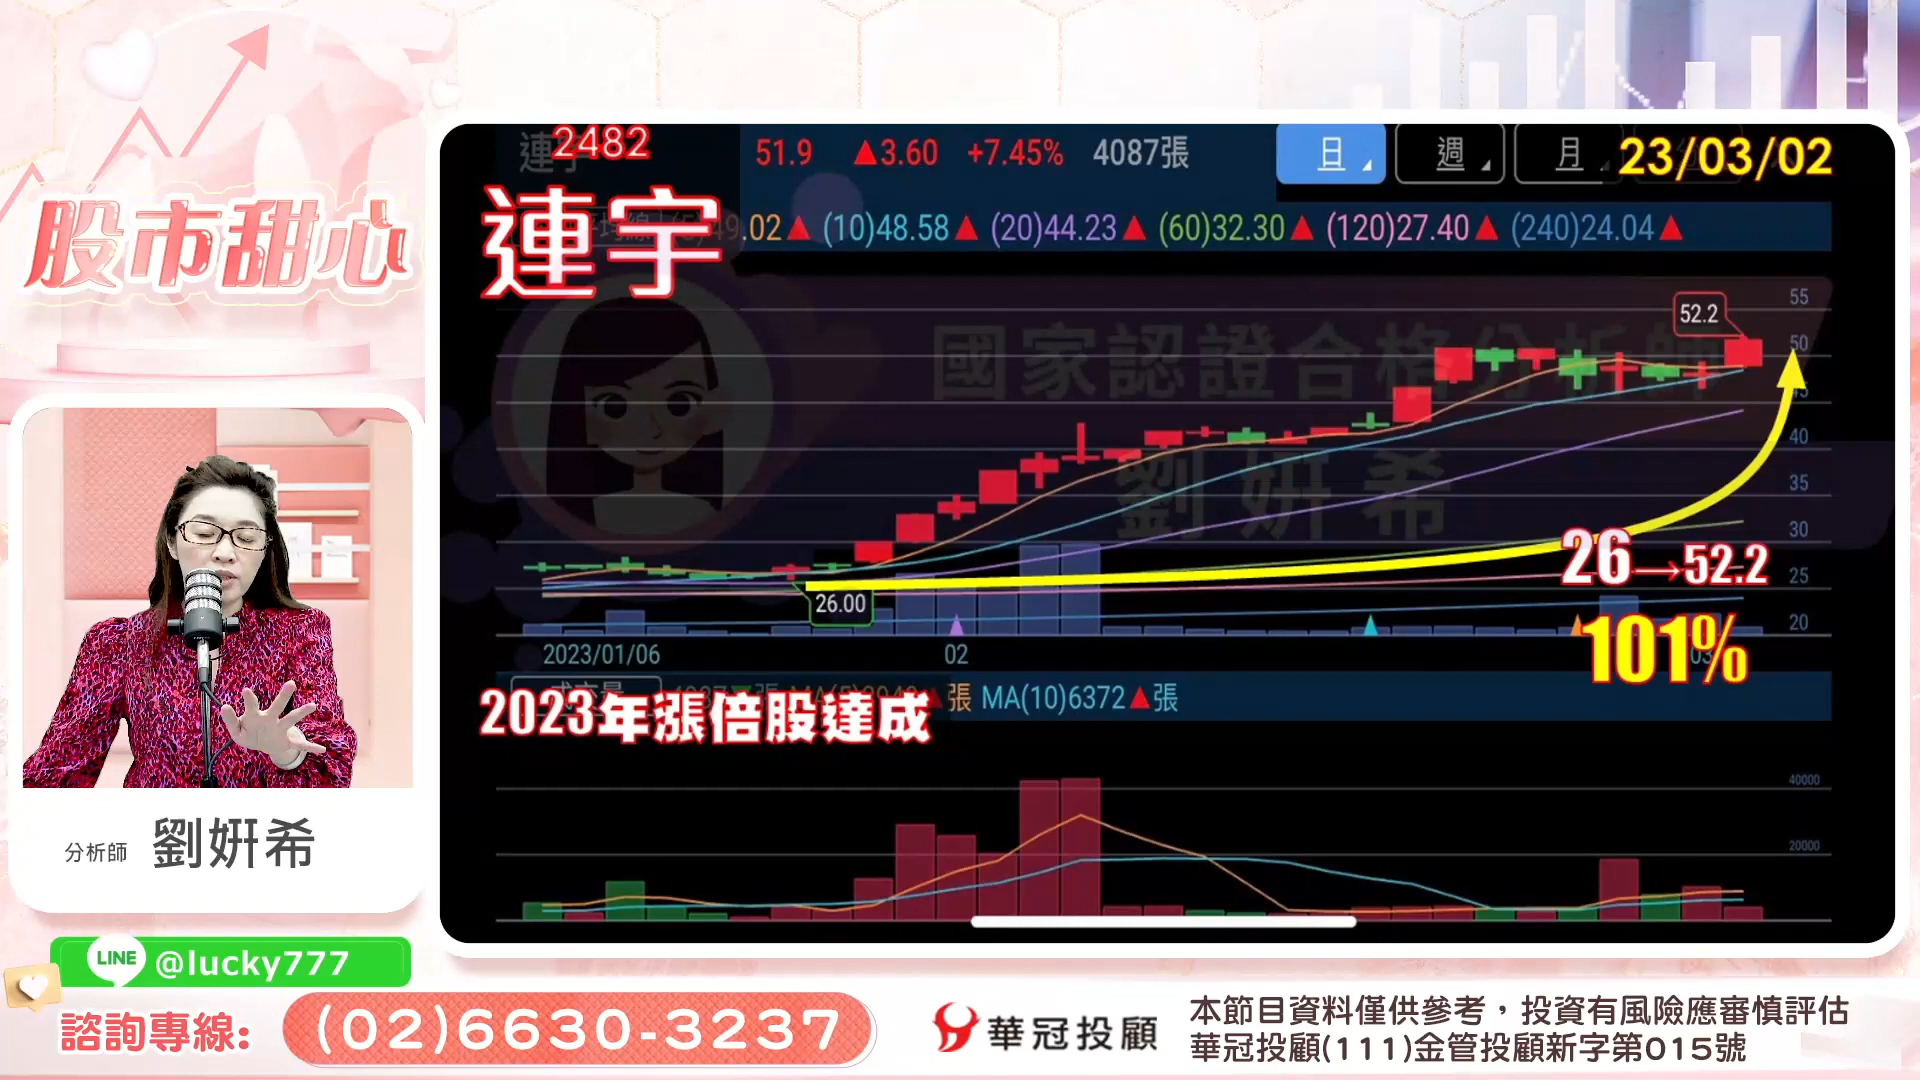 股市甜心
分析師 劉妍希
LINE @lucky777
諮詢專線:
(02)6630-3237
華冠投顧
本節目資料僅供參考，投資有風險應審慎評估
華冠投顧(111)金管投顧新字第015號
2482
連宇
51.9 ▲3.60 +7.45% 4087張
日 週 月
23/03/02
49.02▲ (10)48.58▲ (20)44.23▲ (60)32.30▲ (120)27.40▲ (240)24.04▲
國家認證合格分析師
劉妍希
52.2
55
50
45
40
35
30
25
20
26.00
26→52.2
101%
2023/01/06 02 03
2023年漲倍股達成
張 MA(10)6372▲張
40000
20000